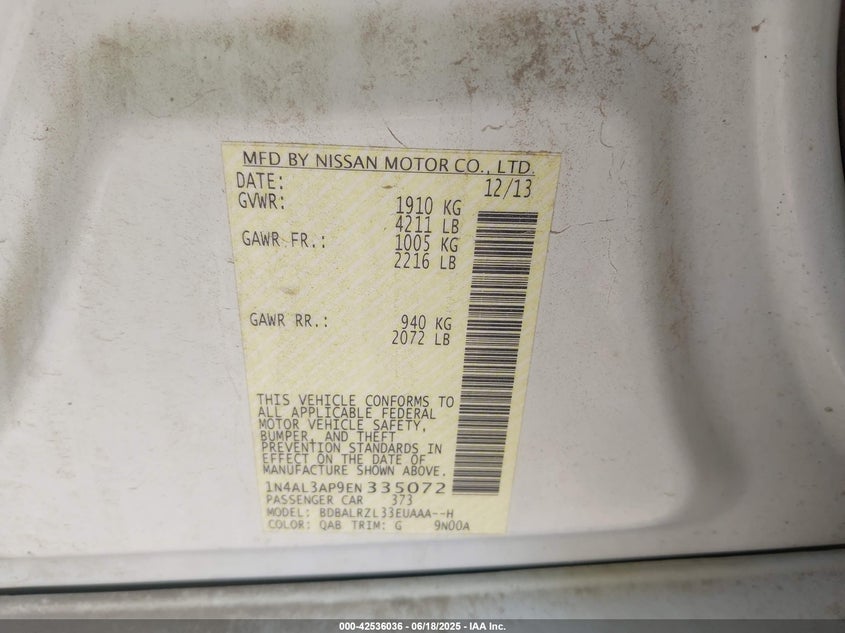 MFD BY NISSAN MOTOR CO., LTD.
DATE: 12/13
GVWR: 1910 KG
4211 LB
GAWR FR.: 1005 KG
2216 LB
GAWR RR.: 940 KG
2072 LB
THIS VEHICLE CONFORMS TO
ALL APPLICABLE FEDERAL
MOTOR VEHICLE SAFETY,
BUMPER, AND THEFT
PREVENTION STANDARDS IN
EFFECT ON THE DATE OF
MANUFACTURE SHOWN ABOVE.
1N4AL3AP9EN 335072
PASSENGER CAR 373
MODEL: BDBALRZL33EUAAA--H
COLOR: QAB TRIM: G 9N00A
000-42536036 - 06/18/2025 - IAA Inc.